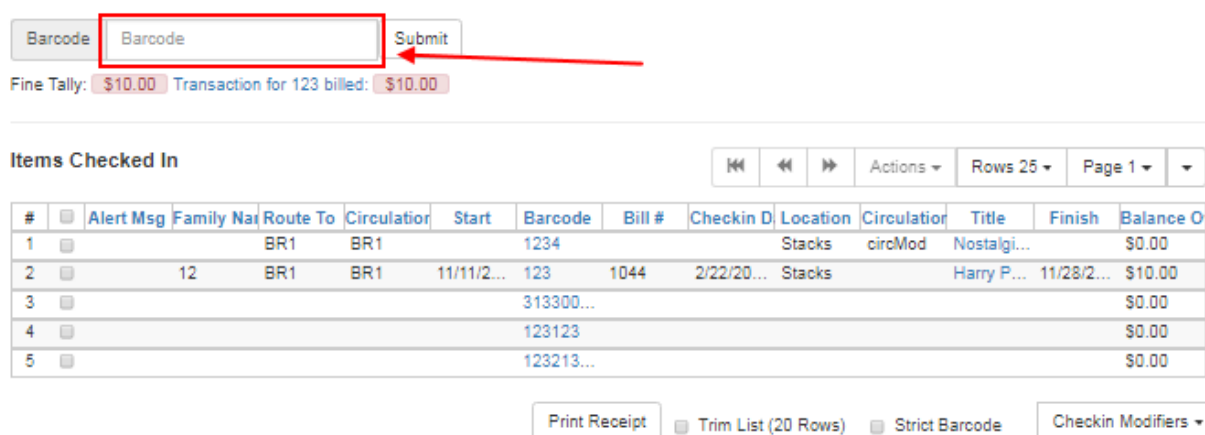 Barcode Barcode Submit
Fine Tally: $10.00 Transaction for 123 billed: $10.00
Items Checked In Actions Rows 25 Page 1
# Alert Msg Family Nar Route To Circulation Start Barcode Bill # Checkin D Location Circulation Title Finish Balance O
1 BR1 BR1 1234 Stacks circMod Nostalgi... $0.00
2 12 BR1 BR1 11/11/2... 123 1044 2/22/20... Stacks Harry P... 11/28/2... $10.00
3 313300... $0.00
4 123123 $0.00
5 123213... $0.00
Print Receipt Trim List (20 Rows) Strict Barcode Checkin Modifiers